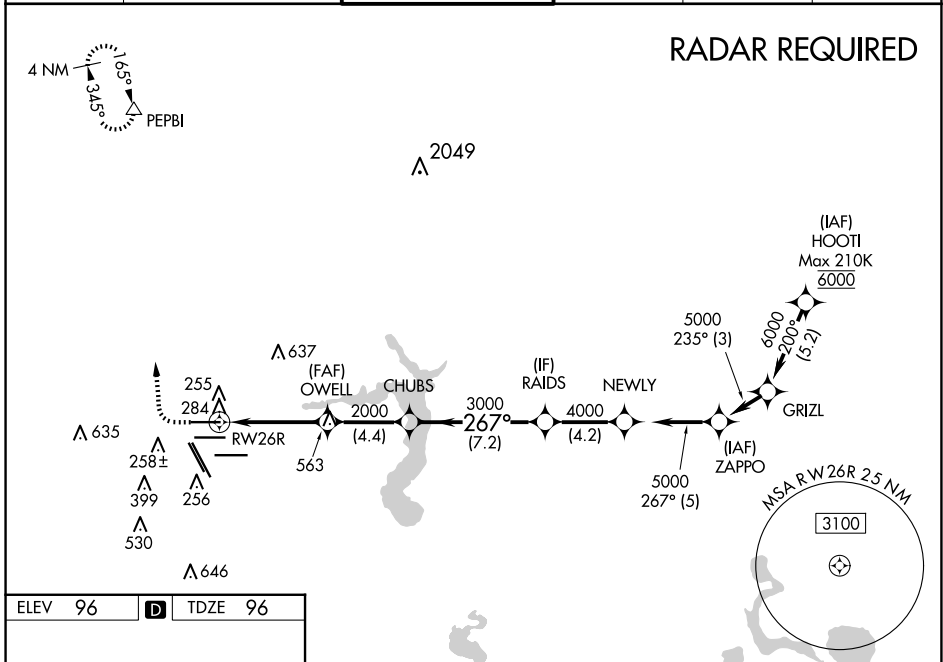 RADAR REQUIRED
4 NM
165°
345°
PEPBI
2049
(IAF)
HOOTI
Max 210K
6000
6000
200°
(5.2)
5000
235° (3)
GRIZL
637
(FAF)
OWELL
CHUBS
(IF)
RAIDS
NEWLY
255
284
RW26R
2000
(4.4)
3000
267°
(7.2)
4000
(4.2)
(IAF)
ZAPPO
5000
267° (5)
563
635
258±
399
256
530
646
MSA RW26R 25 NM
3100
ELEV 96
D
TDZE 96